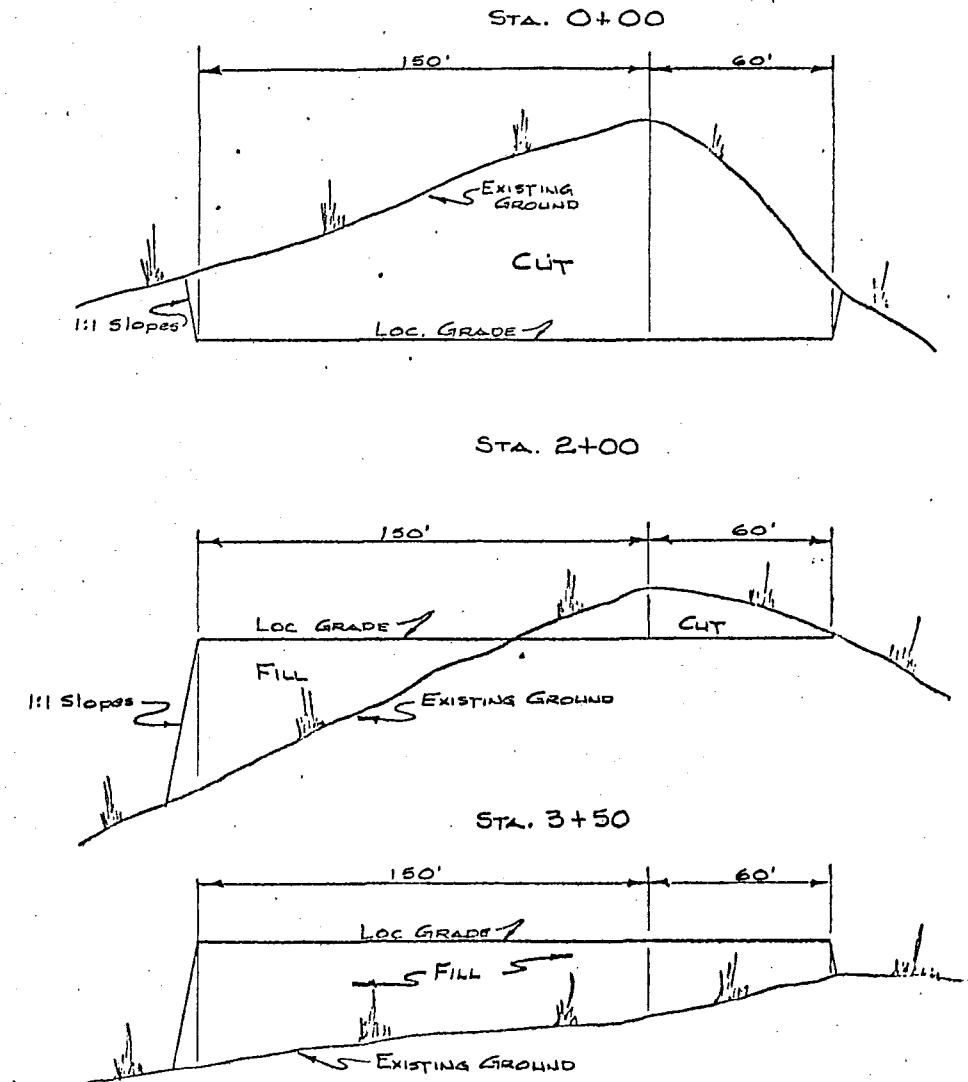 STA. 0+00
150'
60'
EXISTING
GROUND
CUT
1:1 Slopes
LOC. GRADE
STA. 2+00
150'
60'
LOC GRADE
CUT
FILL
1:1 Slopes
EXISTING GROUND
STA. 3+50
150'
60'
LOC GRADE
FILL
EXISTING GROUND